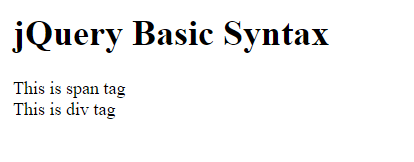 jQuery Basic Syntax
This is span tag
This is div tag